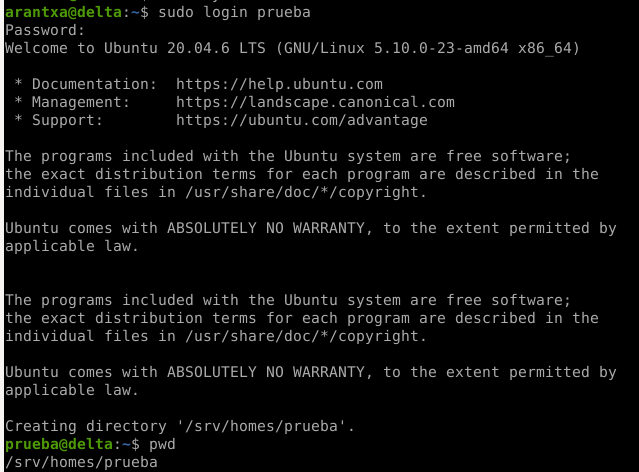 arantxa@delta:~$ sudo login prueba
Password:
Welcome to Ubuntu 20.04.6 LTS (GNU/Linux 5.10.0-23-amd64 x86_64)
* Documentation:  https://help.ubuntu.com
* Management:     https://landscape.canonical.com
* Support:        https://ubuntu.com/advantage
The programs included with the Ubuntu system are free software;
the exact distribution terms for each program are described in the
individual files in /usr/share/doc/*/copyright.
Ubuntu comes with ABSOLUTELY NO WARRANTY, to the extent permitted by
applicable law.
The programs included with the Ubuntu system are free software;
the exact distribution terms for each program are described in the
individual files in /usr/share/doc/*/copyright.
Ubuntu comes with ABSOLUTELY NO WARRANTY, to the extent permitted by
applicable law.
Creating directory '/srv/homes/prueba'.
prueba@delta:~$ pwd
/srv/homes/prueba